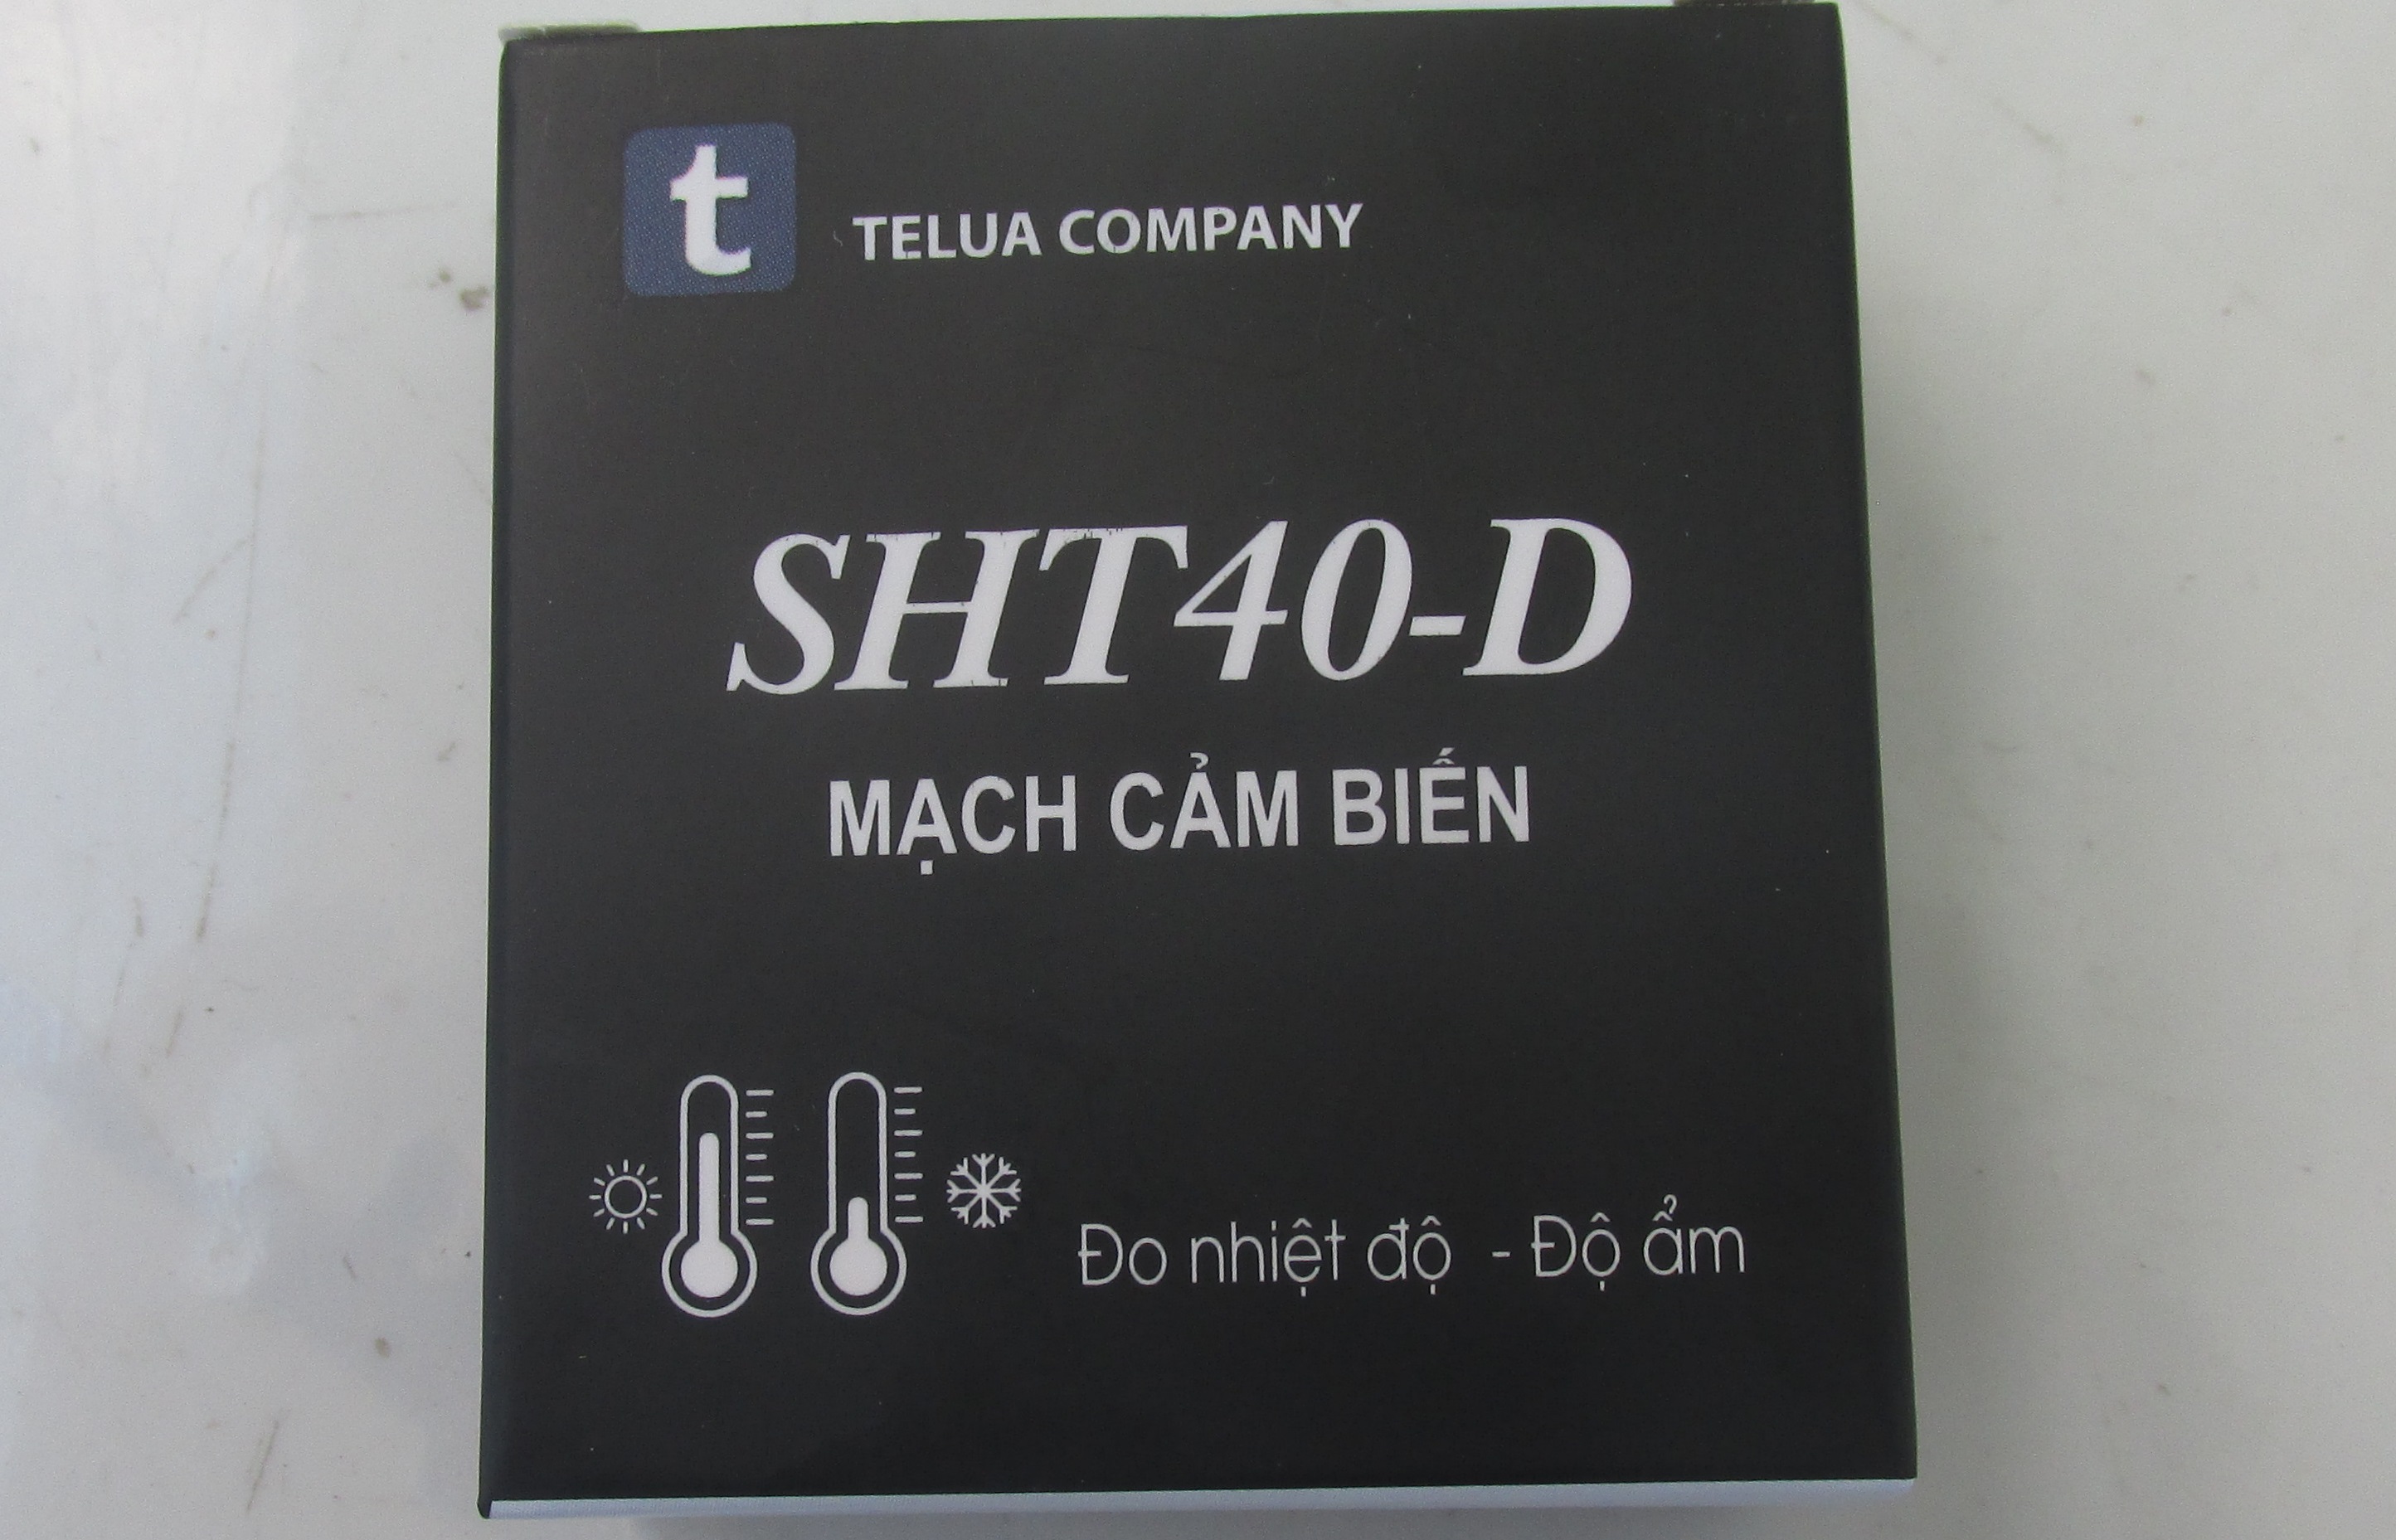 t
TELUA COMPANY
SHT40-D
MẠCH CẢM BIẾN
Đo nhiệt độ - Độ ẩm